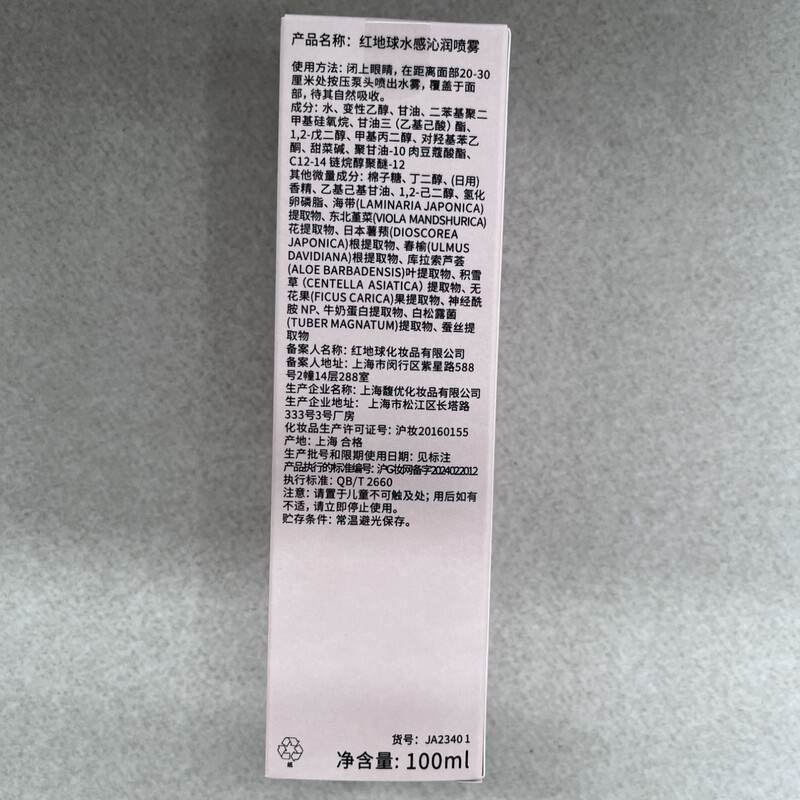 产品名称：红地球水感沁润喷雾
使用方法：闭上眼睛，在距离面部20-30
厘米处按压泵头喷出水雾，覆盖于面
部，待其自然吸收。
成分：水、变性乙醇、甘油、二苯基聚二
甲基硅氧烷、甘油三（乙基己酸）酯、
1,2-戊二醇、甲基丙二醇、对羟基苯乙
酮、甜菜碱、聚甘油-10 肉豆蔻酸酯、
C12-14 链烷醇聚醚-12
其他微量成分：棉子糖、丁二醇、(日用)
香精、乙基己基甘油、1,2-己二醇、氢化
卵磷脂、海带(LAMINARIA JAPONICA)
提取物、东北堇菜(VIOLA MANDSHURICA)
花提取物、日本薯蓣(DIOSCOREA
JAPONICA)根提取物、春榆(ULMUS
DAVIDIANA)根提取物、库拉索芦荟
(ALOE BARBADENSIS)叶提取物、积雪
草（CENTELLA ASIATICA）提取物、无
花果(FICUS CARICA)果提取物、神经酰
胺 NP、牛奶蛋白提取物、白松露菌
(TUBER MAGNATUM)提取物、蚕丝提
取物
备案人名称：红地球化妆品有限公司
备案人地址：上海市闵行区紫星路588
号2幢14层288室
生产企业名称：上海馥优化妆品有限公司
生产企业地址：上海市松江区长塔路
333号3号厂房
化妆品生产许可证号：沪妆20160155
产地：上海 合格
生产批号和限期使用日期：见标注
产品执行的标准编号：沪G妆网备字2024022012
执行标准：QB/T 2660
注意：请置于儿童不可触及处；用后如有
不适，请立即停止使用。
贮存条件：常温避光保存。
纸
货号：JA23401
净含量：100ml